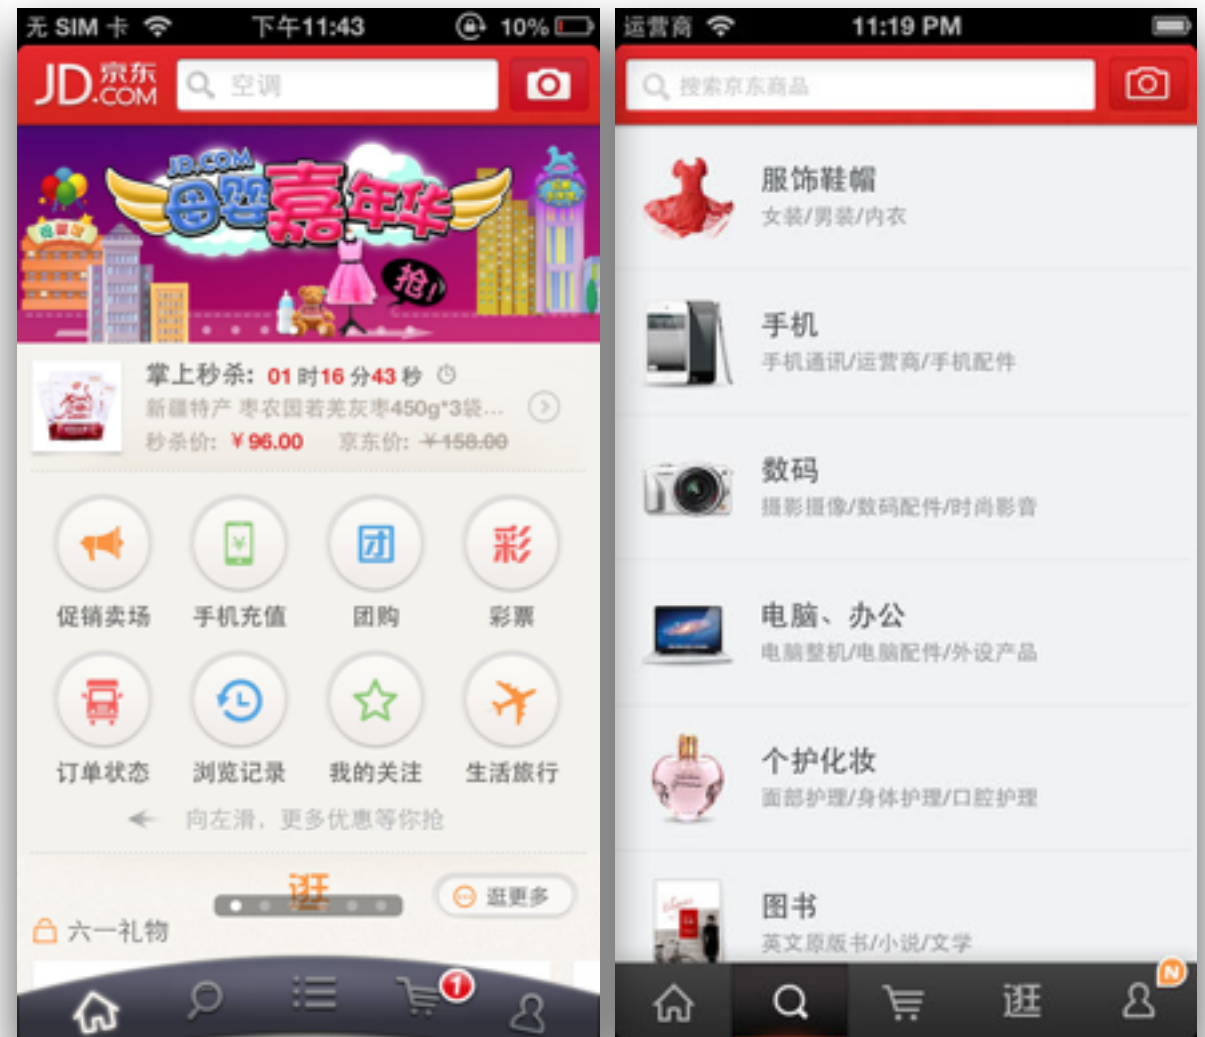 无 SIM 卡
下午11:43
10%
JD.COM 京东
空调
JD.COM
母婴嘉年华
抢!
掌上秒杀: 01 时16 分43 秒
新疆特产 枣农园若羌灰枣450g*3袋...
秒杀价: ￥96.00 京东价: ￥158.00
¥
团
彩
促销卖场 手机充值 团购 彩票
订单状态 浏览记录 我的关注 生活旅行
向左滑，更多优惠等你抢
逛
逛更多
六一礼物
1
运营商
11:19 PM
搜索京东商品
服饰鞋帽
女装/男装/内衣
手机
手机通讯/运营商/手机配件
数码
摄影摄像/数码配件/时尚影音
电脑、办公
电脑整机/电脑配件/外设产品
个护化妆
面部护理/身体护理/口腔护理
图书
英文原版书/小说/文学
逛
N